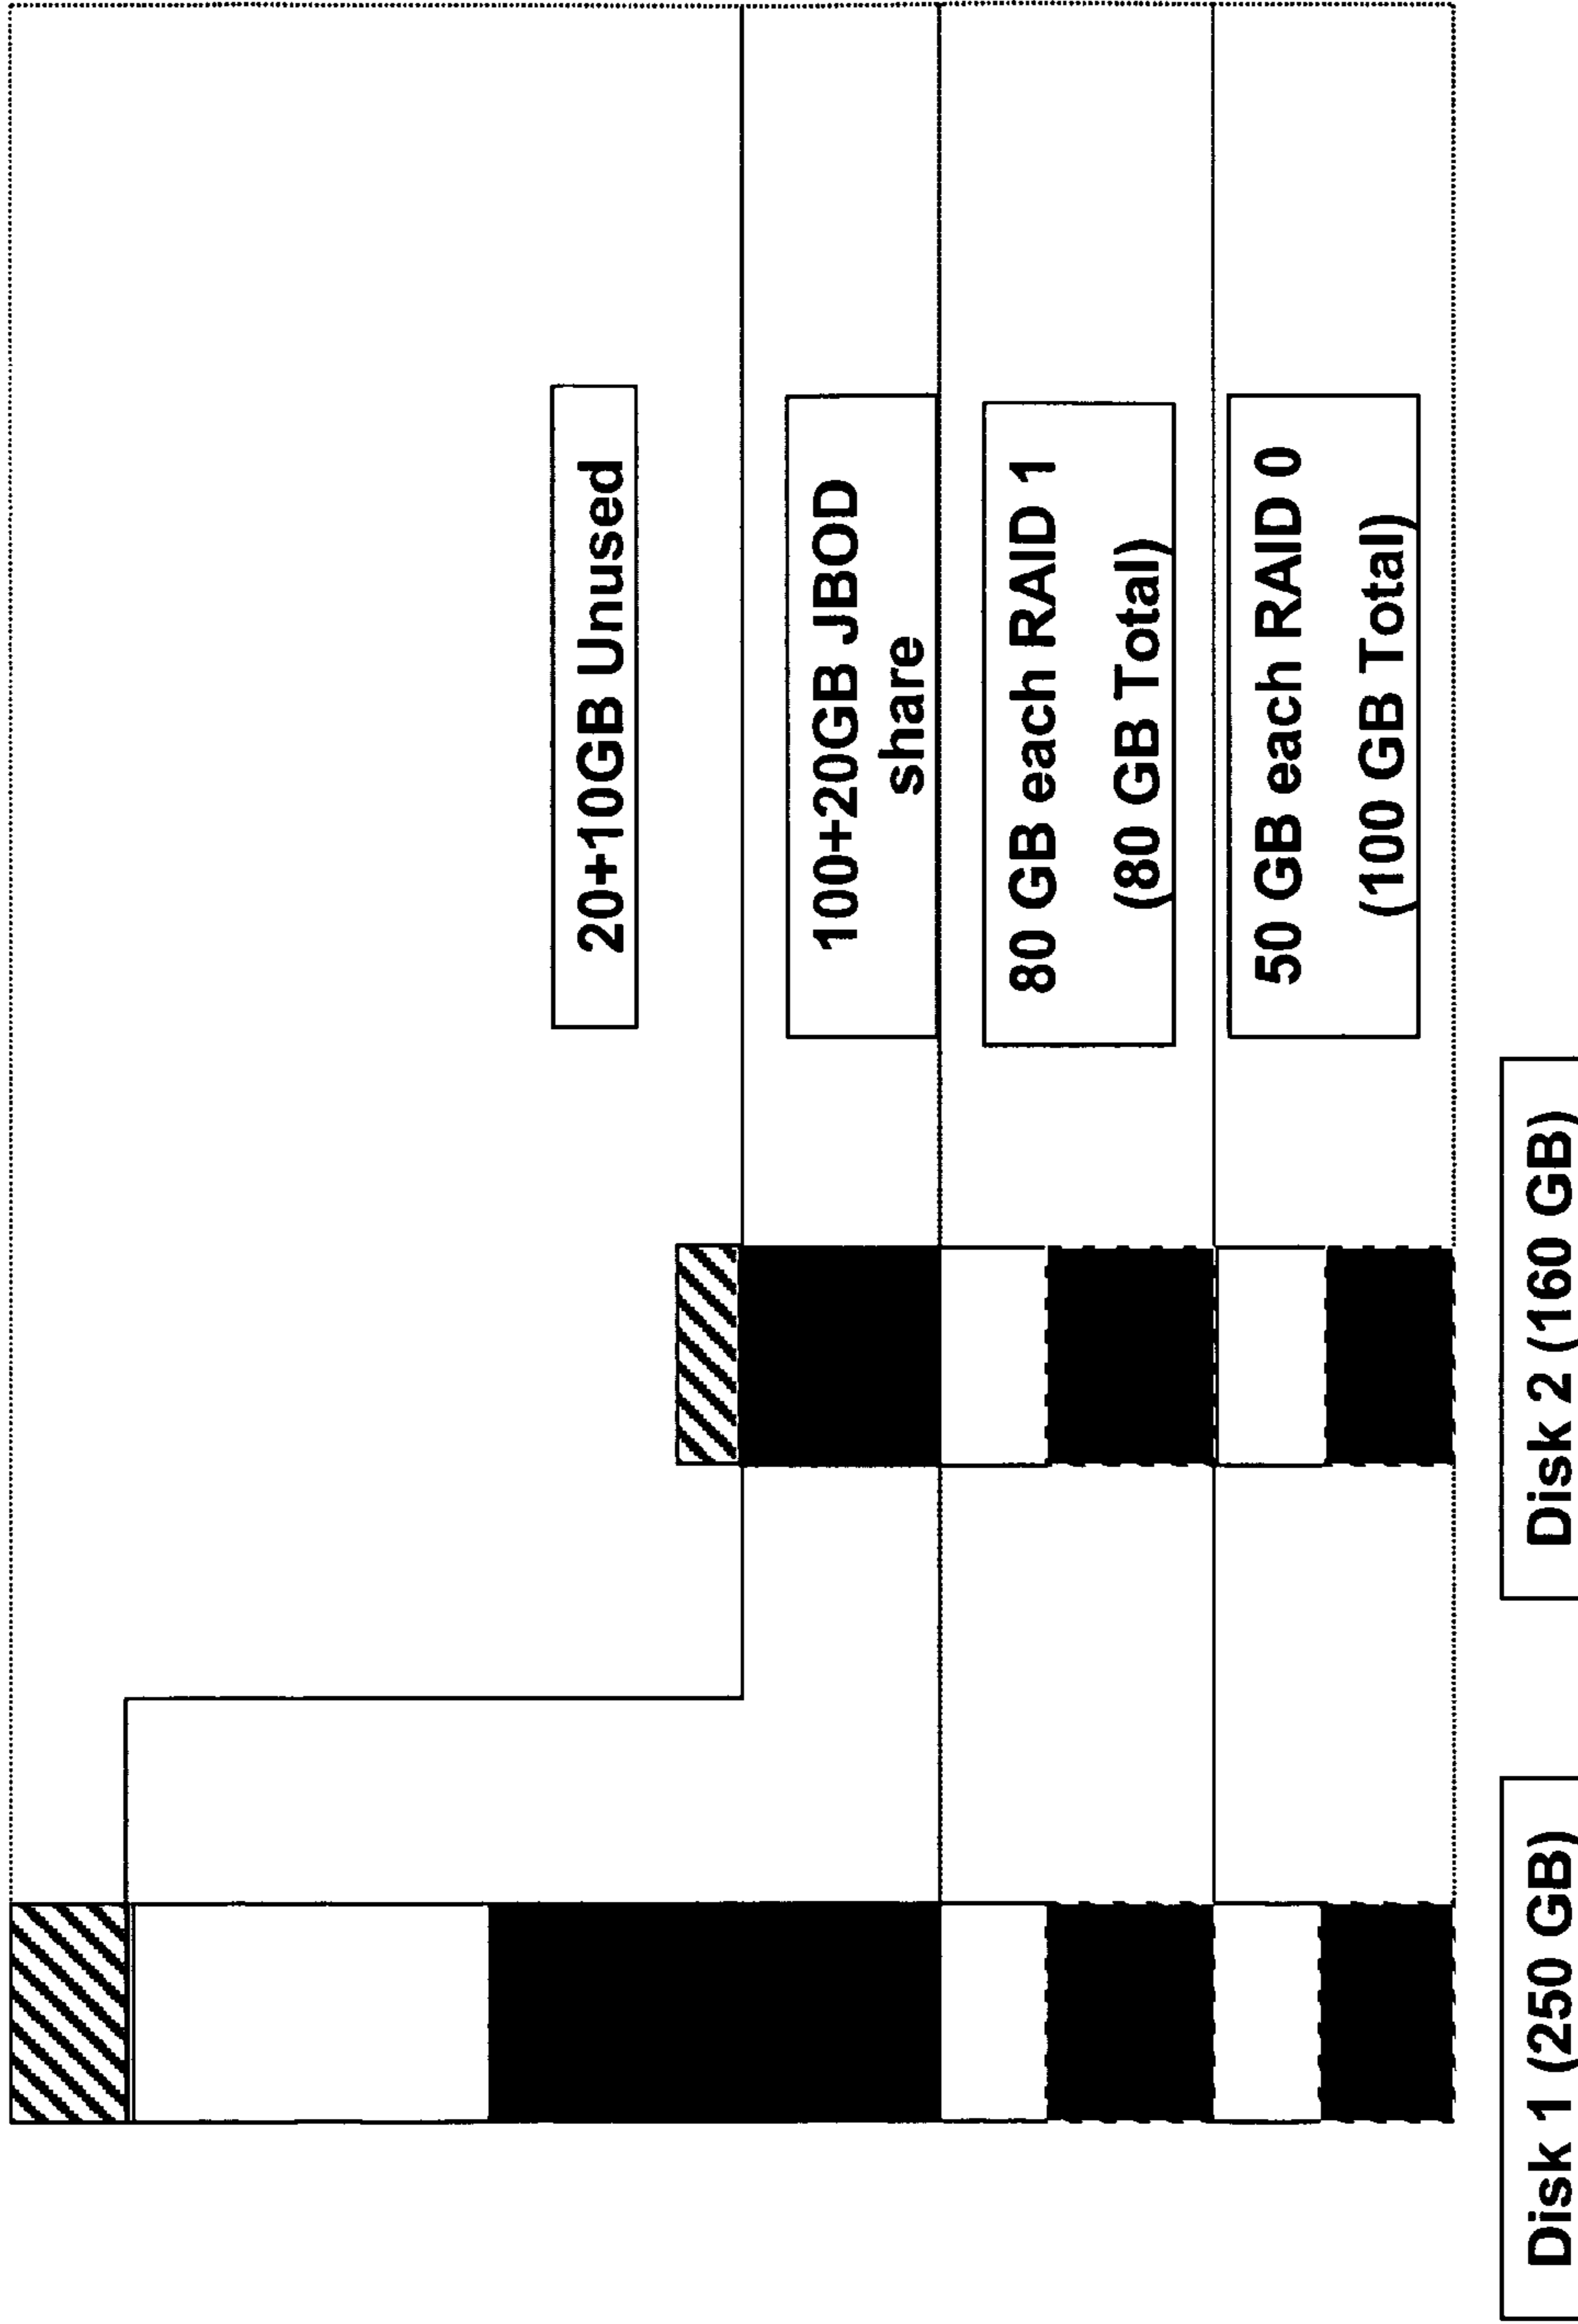 20+10GB Unused
100+20GB JBOD
share
80 GB each RAID 1
(80 GB Total)
50 GB each RAID 0
(100 GB Total)
Disk 1 (250 GB)
Disk 2 (160 GB)